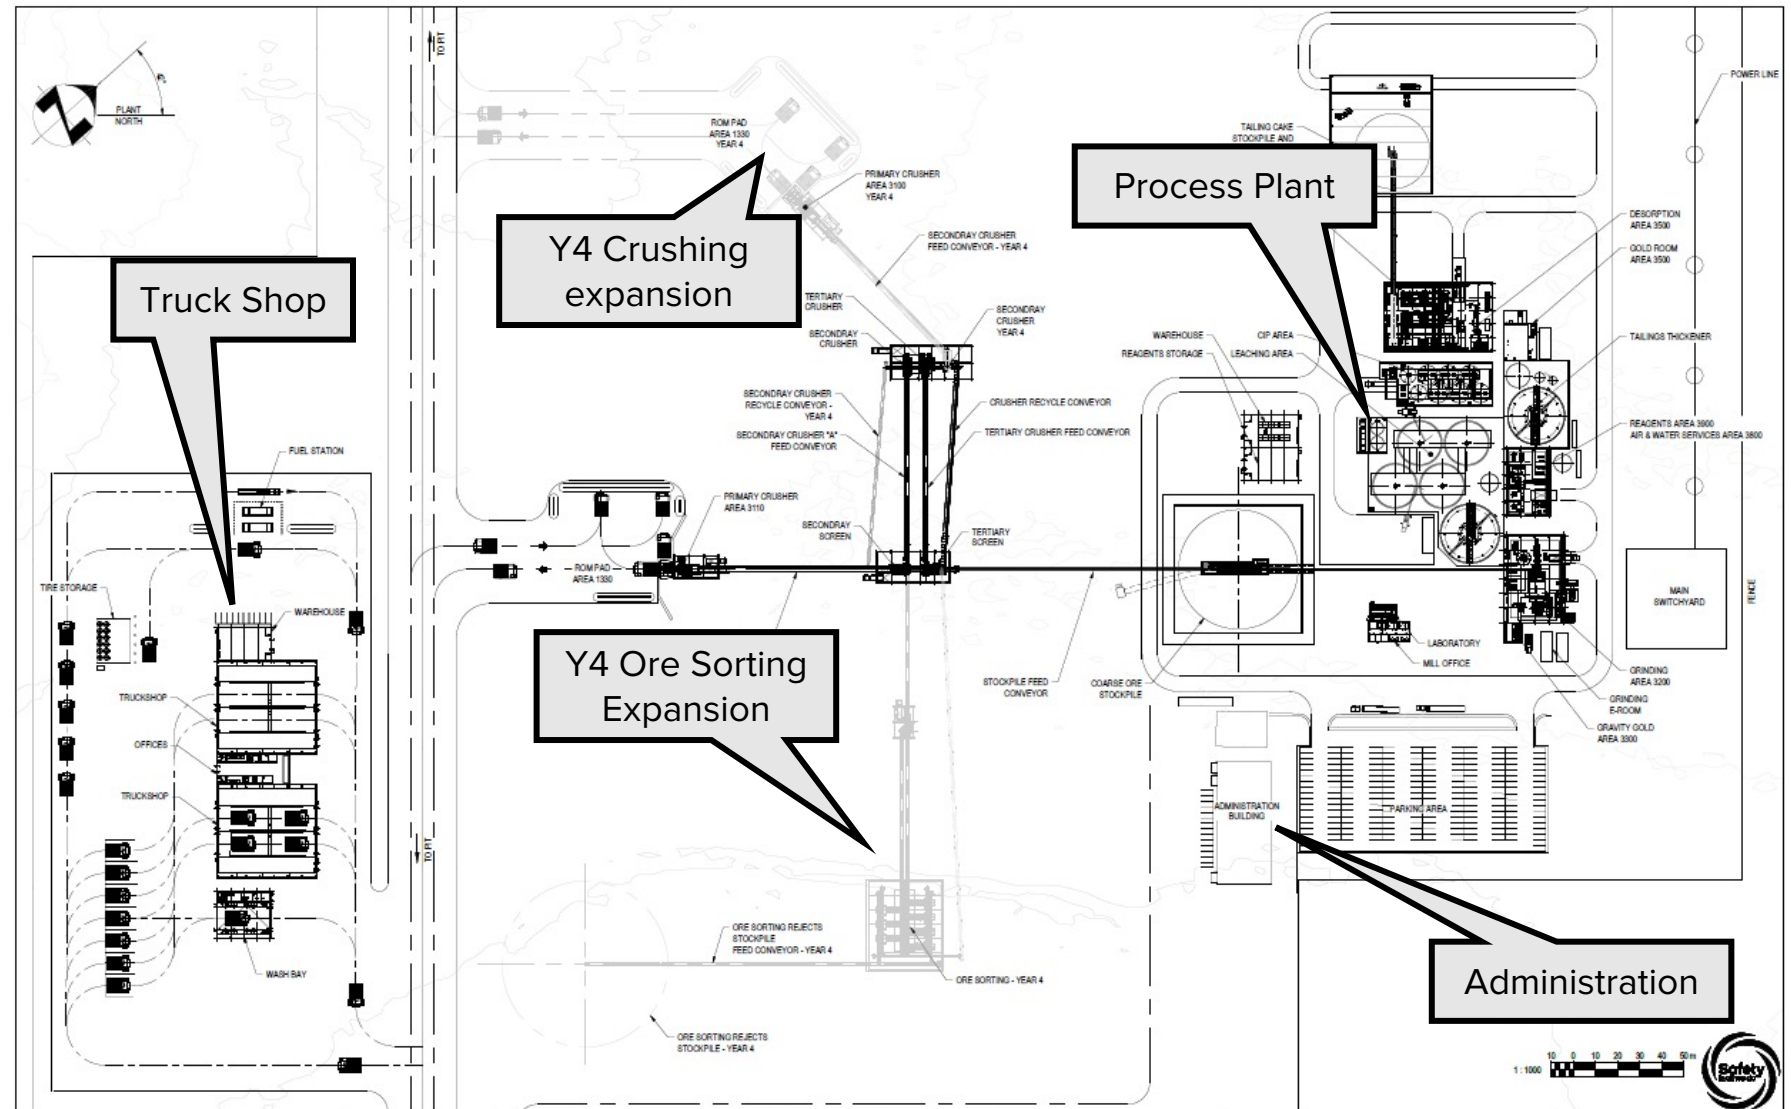 TO PIT
POWER LINE
PLANT
NORTH
ROM PAD
AREA 1330
YEAR 4
TAILING CAKE
STOCKPILE AND
PRIMARY CRUSHER
AREA 3100
YEAR 4
Process Plant
DESORPTION
AREA 3500
GOLD ROOM
AREA 3500
Y4 Crushing
expansion
SECONDRAY CRUSHER
FEED CONVEYOR - YEAR 4
Truck Shop
TERTIARY
CRUSHER
SECONDRAY
CRUSHER
YEAR 4
SECONDRAY
CRUSHER
WAREHOUSE
REAGENTS STORAGE
CIP AREA
LEACHING AREA
TAILINGS THICKENER
SECONDRAY CRUSHER
RECYCLE CONVEYOR -
YEAR 4
SECONDRAY CRUSHER "A"
FEED CONVEYOR
CRUSHER RECYCLE CONVEYOR
TERTIARY CRUSHER FEED CONVEYOR
REAGENTS AREA 3900
AIR & WATER SERVICES AREA 3800
FUEL STATION
PRIMARY CRUSHER
AREA 3110
SECONDRAY
SCREEN
TERTIARY
SCREEN
ROM PAD
AREA 1330
TIRE STORAGE
WAREHOUSE
MAIN
SWITCHYARD
FENCE
Y4 Ore Sorting
Expansion
LABORATORY
MILL OFFICE
STOCKPILE FEED
CONVEYOR
COARSE ORE
STOCKPILE
GRINDING
AREA 3200
GRINDING
E-ROOM
GRAVITY GOLD
AREA 3300
TRUCKSHOP
OFFICES
TRUCKSHOP
ADMINISTRATION
BUILDING
PARKING AREA
TO PIT
ORE SORTING REJECTS
STOCKPILE
FEED CONVEYOR - YEAR 4
WASH BAY
ORE SORTING - YEAR 4
Administration
ORE SORTING REJECTS
STOCKPILE - YEAR 4
10 0 10 20 30 40 50 m
1 : 1000
Safety